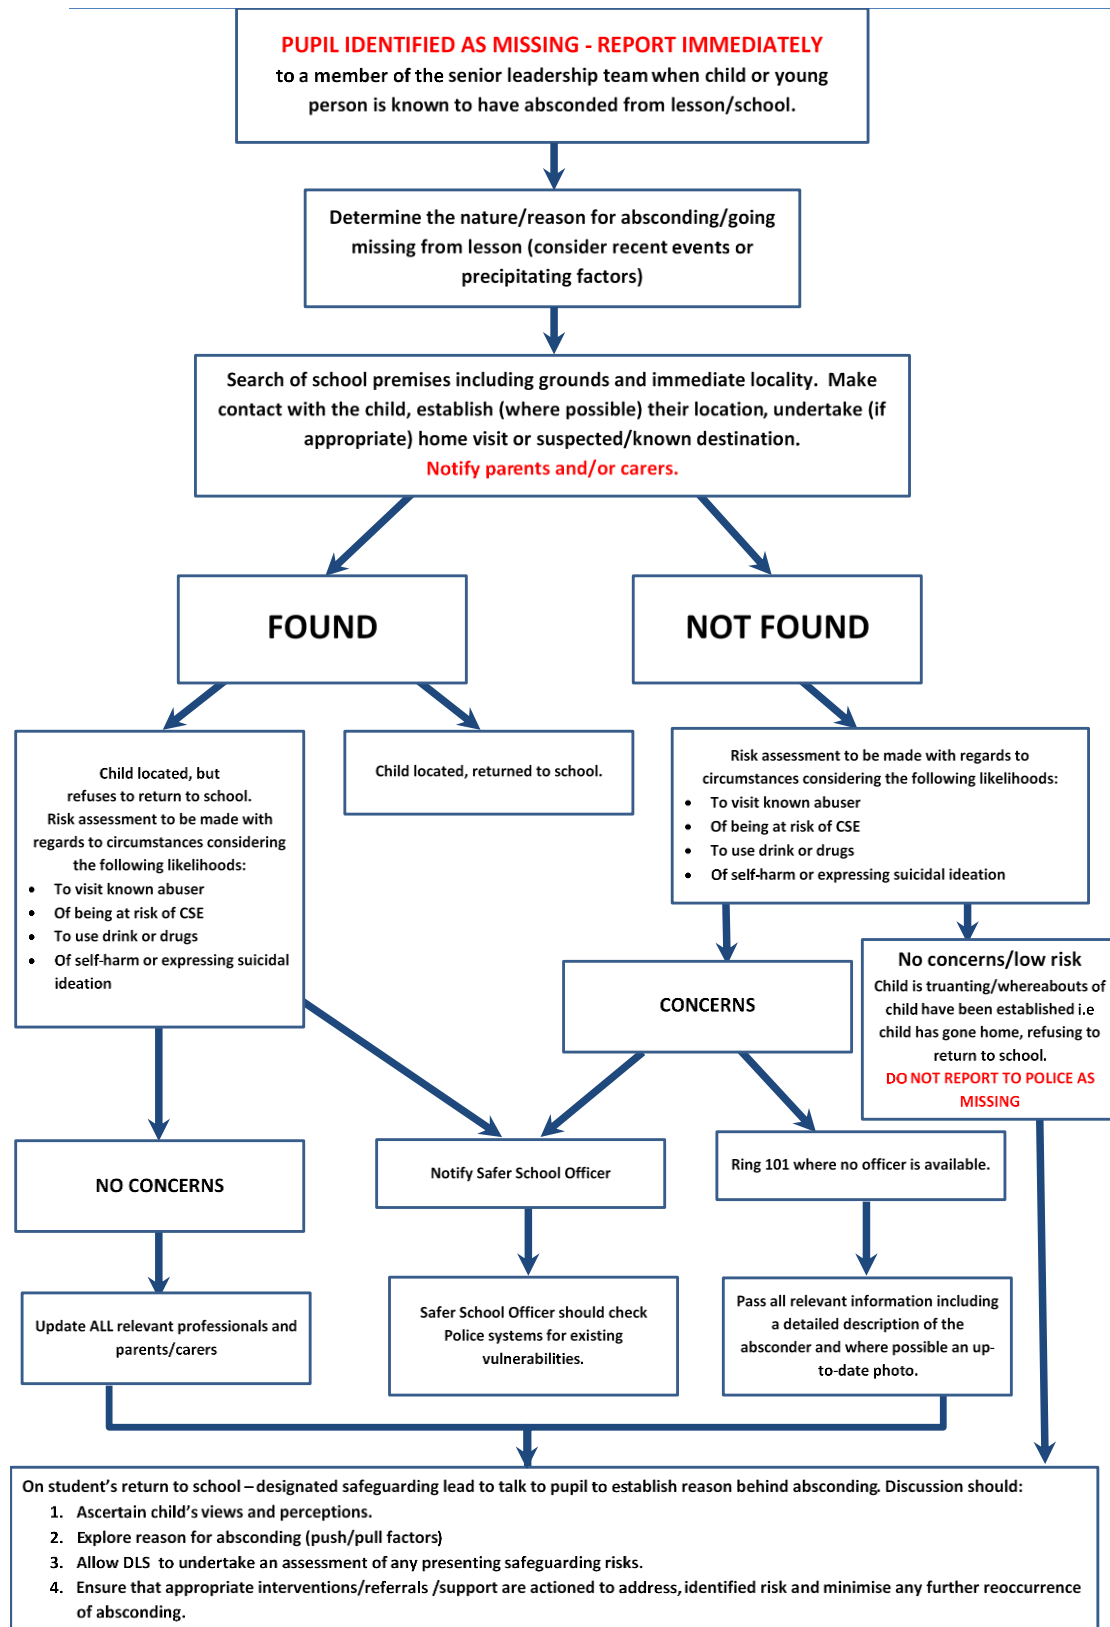 PUPIL IDENTIFIED AS MISSING - REPORT IMMEDIATELY
to a member of the senior leadership team when child or young
person is known to have absconded from lesson/school.
Determine the nature/reason for absconding/going
missing from lesson (consider recent events or
precipitating factors)
Search of school premises including grounds and immediate locality. Make
contact with the child, establish (where possible) their location, undertake (if
appropriate) home visit or suspected/known destination.
Notify parents and/or carers.
FOUND
NOT FOUND
Child located, but
refuses to return to school.
Risk assessment to be made with
regards to circumstances considering
the following likelihoods:
• To visit known abuser
• Of being at risk of CSE
• To use drink or drugs
• Of self-harm or expressing suicidal
ideation
Child located, returned to school.
Risk assessment to be made with regards to
circumstances considering the following likelihoods:
• To visit known abuser
• Of being at risk of CSE
• To use drink or drugs
• Of self-harm or expressing suicidal ideation
CONCERNS
No concerns/low risk
Child is truanting/whereabouts of
child have been established i.e
child has gone home, refusing to
return to school.
DO NOT REPORT TO POLICE AS
MISSING
NO CONCERNS
Notify Safer School Officer
Ring 101 where no officer is available.
Update ALL relevant professionals and
parents/carers
Safer School Officer should check
Police systems for existing
vulnerabilities.
Pass all relevant information including
a detailed description of the
absconder and where possible an up-
to-date photo.
On student's return to school – designated safeguarding lead to talk to pupil to establish reason behind absconding. Discussion should:
1. Ascertain child's views and perceptions.
2. Explore reason for absconding (push/pull factors)
3. Allow DLS to undertake an assessment of any presenting safeguarding risks.
4. Ensure that appropriate interventions/referrals /support are actioned to address, identified risk and minimise any further reoccurrence
of absconding.